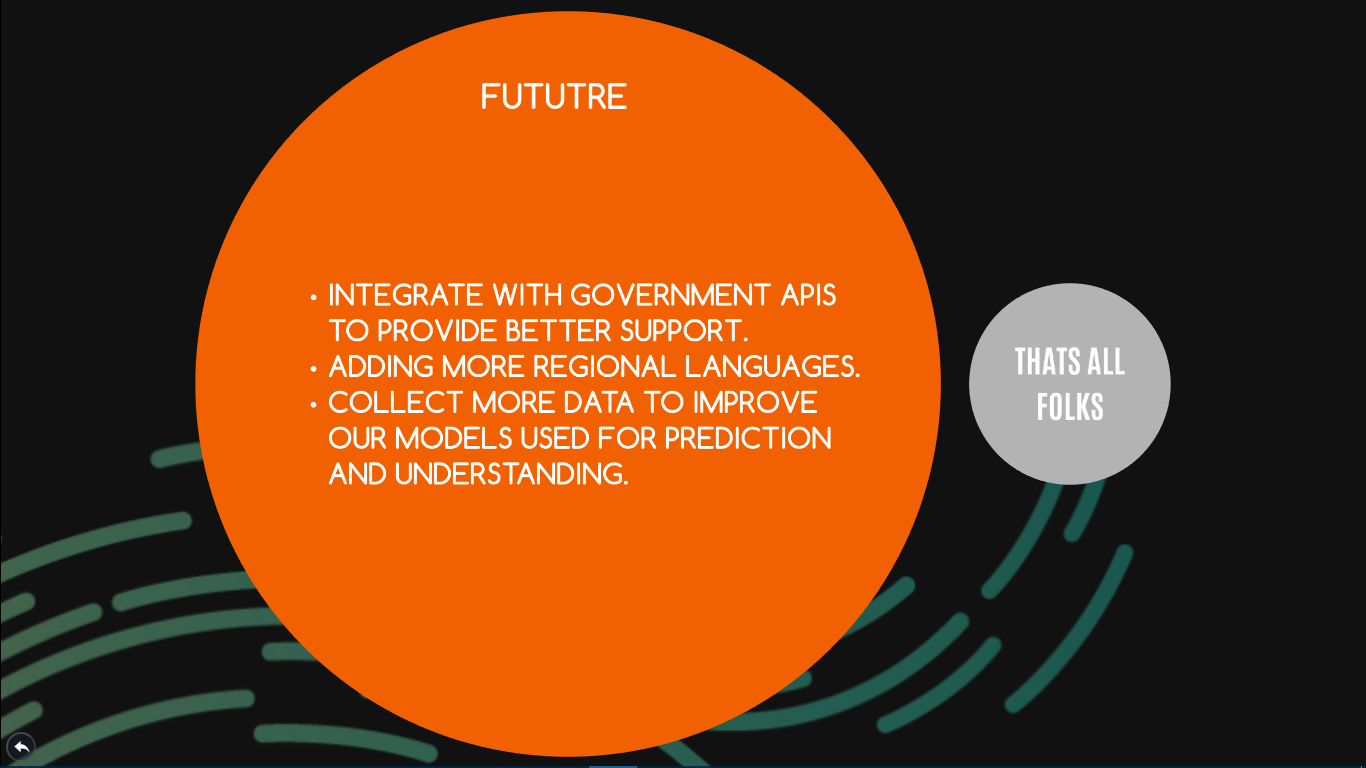 FUTUTRE
• INTEGRATE WITH GOVERNMENT APIS
TO PROVIDE BETTER SUPPORT.
• ADDING MORE REGIONAL LANGUAGES.
• COLLECT MORE DATA TO IMPROVE
OUR MODELS USED FOR PREDICTION
AND UNDERSTANDING.
THATS ALL
FOLKS